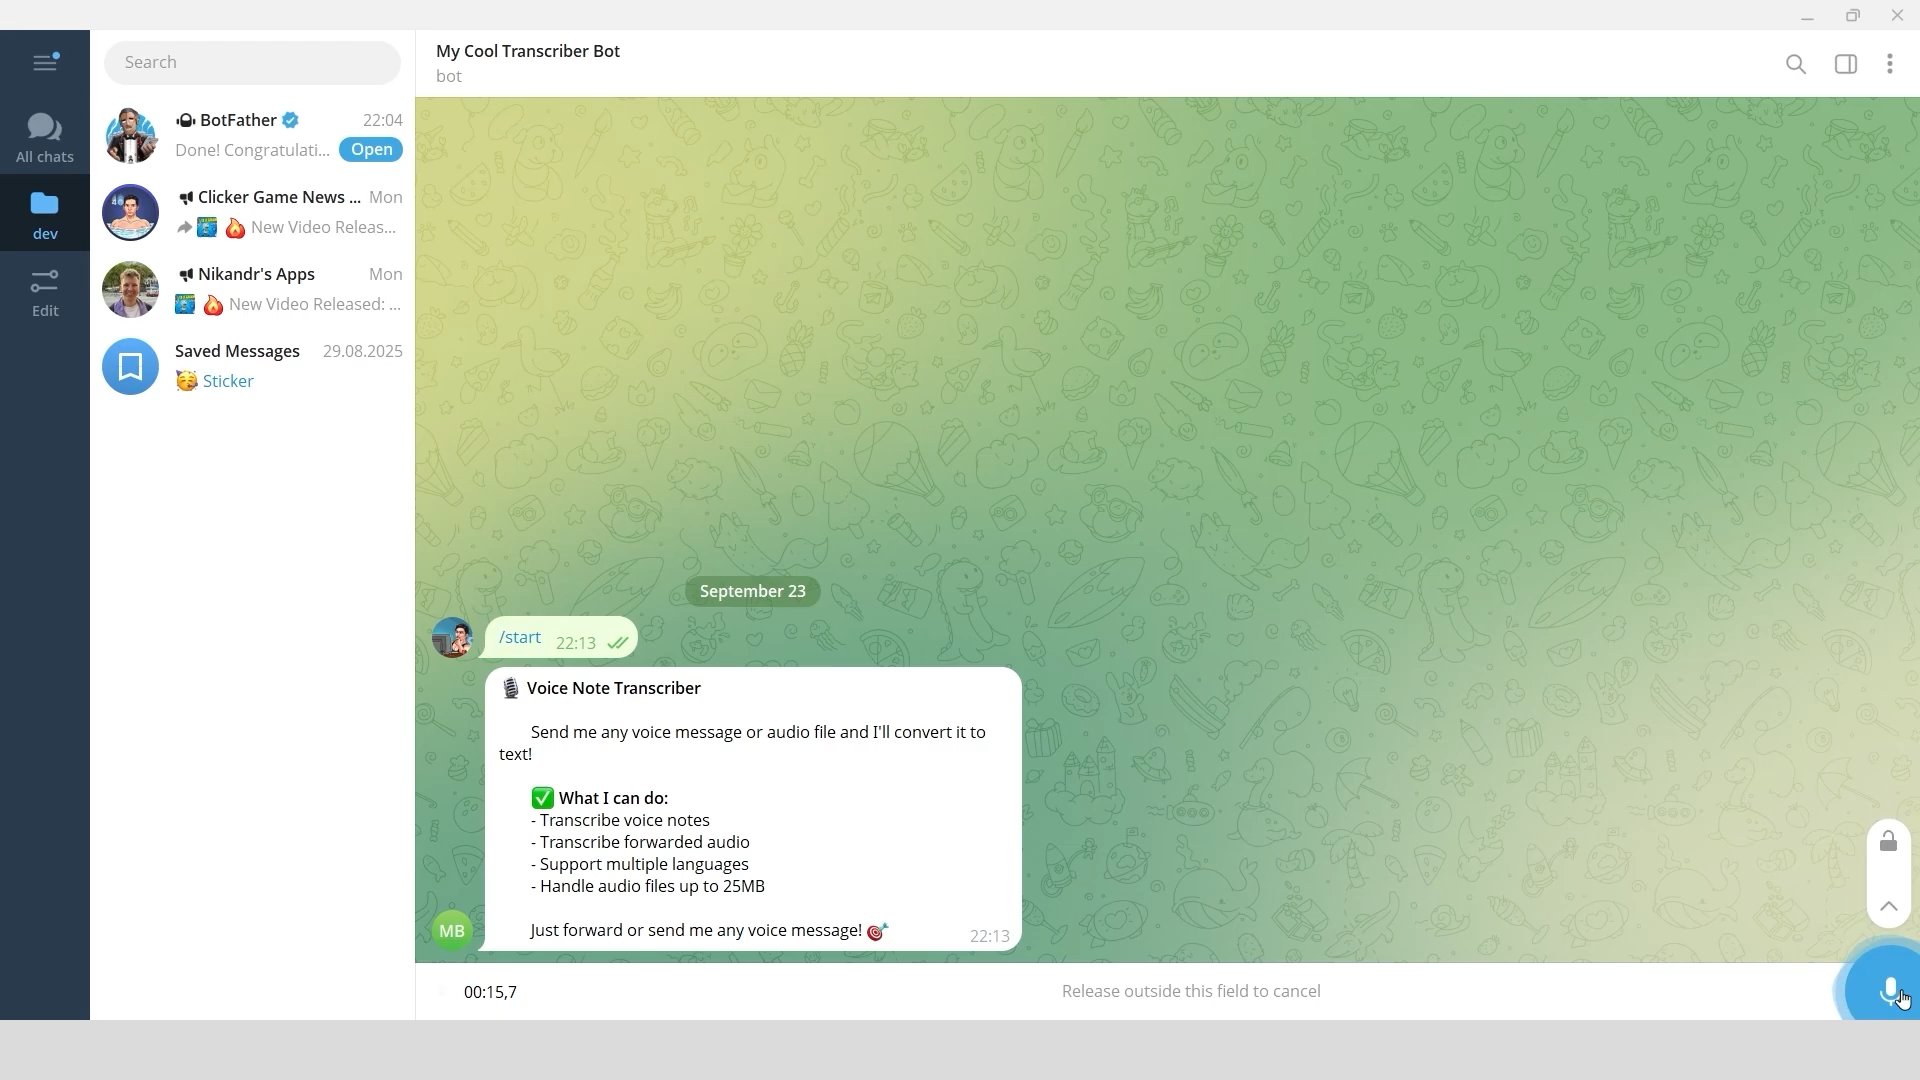 Search
My Cool Transcriber Bot
bot
All chats
dev
Edit
BotFather 22:04
Done! Congratulati... Open
Clicker Game News ... Mon
New Video Releas...
Nikandr's Apps Mon
New Video Released: ...
Saved Messages 29.08.2025
Sticker
September 23
/start 22:13
Voice Note Transcriber
Send me any voice message or audio file and I'll convert it to
text!
What I can do:
- Transcribe voice notes
- Transcribe forwarded audio
- Support multiple languages
- Handle audio files up to 25MB
Just forward or send me any voice message!
22:13
MB
00:15,7
Release outside this field to cancel